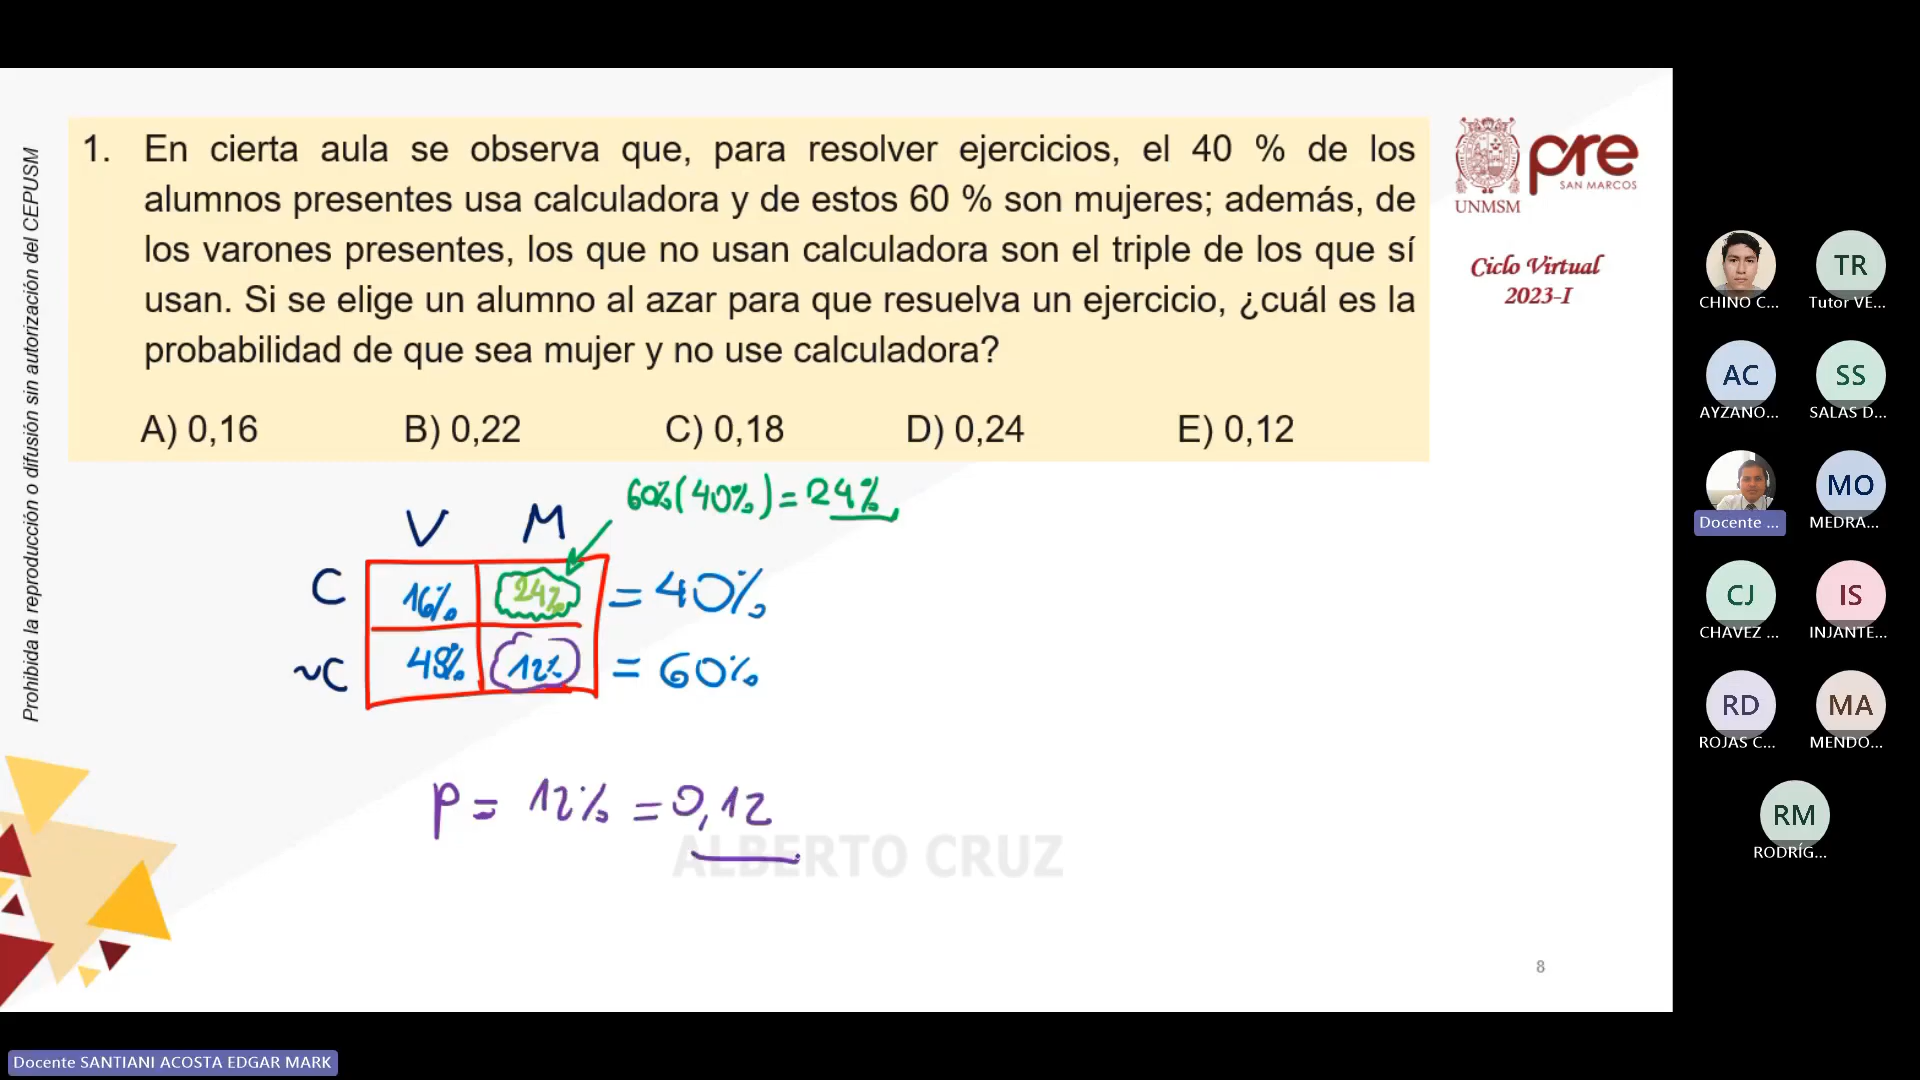 Prohibida la reproducción o difusión sin autorización del CEPUSM
1. En cierta aula se observa que, para resolver ejercicios, el 40 % de los
alumnos presentes usa calculadora y de estos 60 % son mujeres; además, de
los varones presentes, los que no usan calculadora son el triple de los que sí
usan. Si se elige un alumno al azar para que resuelva un ejercicio, ¿cuál es la
probabilidad de que sea mujer y no use calculadora?
A) 0,16 B) 0,22 C) 0,18 D) 0,24 E) 0,12
UNMSM
pre
SAN MARCOS
Ciclo Virtual
2023-I
60%(40%)=24%
V M
C 16% 24% = 40%
~C 48% 12% = 60%
P = 12% = 0,12
ALBERTO CRUZ
8
CHINO C...
TR
Tutor VE...
AC
AYZANO...
SS
SALAS D...
Docente ...
MO
MEDRA...
CJ
CHAVEZ ...
IS
INJANTE...
RD
ROJAS C...
MA
MENDO...
RM
RODRÍG...
Docente SANTIANI ACOSTA EDGAR MARK